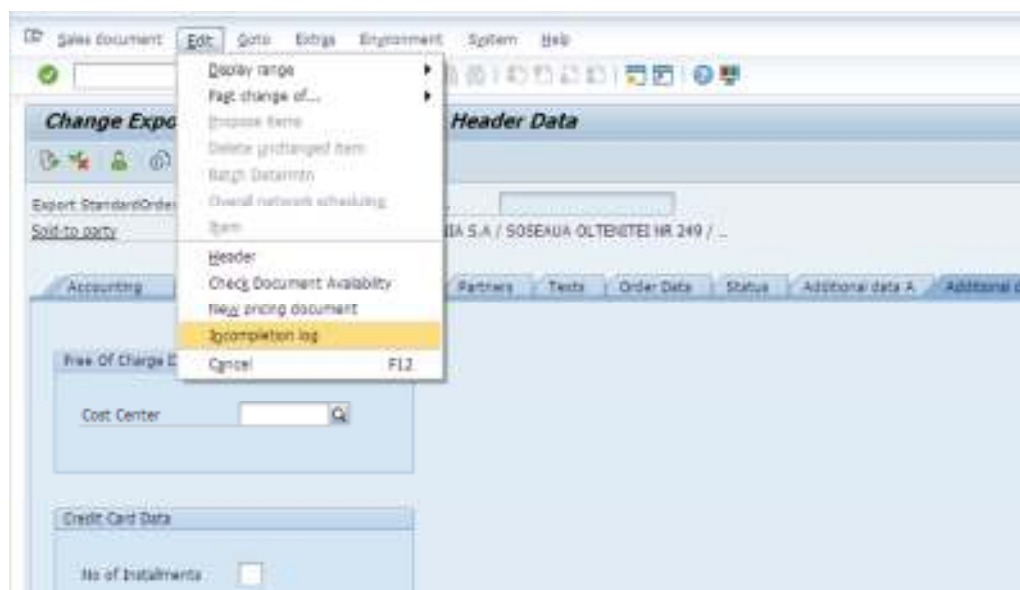 Sales document Edit Goto Extras Environment System Help
Display range
Fast change of...
Change Expo Header Data
Propose items
Delete unchanged item
Batch Determtn
Export StandardOrder
Overall network scheduling
Sold-to party
Item
IA S.A / SOSEAUA OLTENITEI NR 249 / ...
Header
Accounting
Check Document Availability
Partners Texts Order Data Status Additional data A Additional d
New pricing document
Incompletion log
Free Of Charge D
Cancel F12
Cost Center
Credit Card Data
No of Instalments